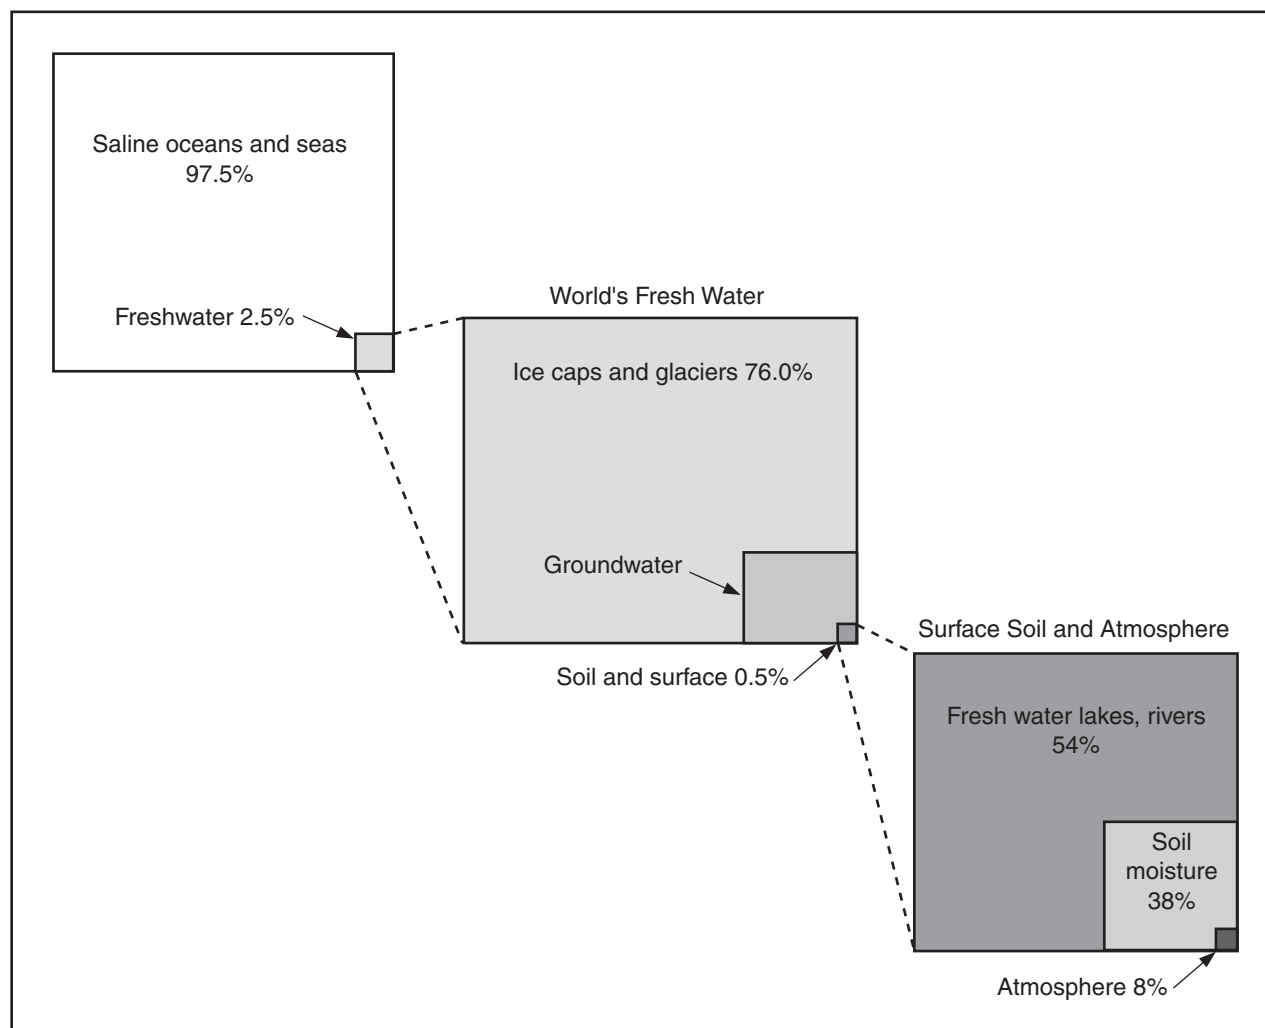 Saline oceans and seas
97.5%
Freshwater 2.5%
World's Fresh Water
Ice caps and glaciers 76.0%
Groundwater
Soil and surface 0.5%
Surface Soil and Atmosphere
Fresh water lakes, rivers
54%
Soil
moisture
38%
Atmosphere 8%